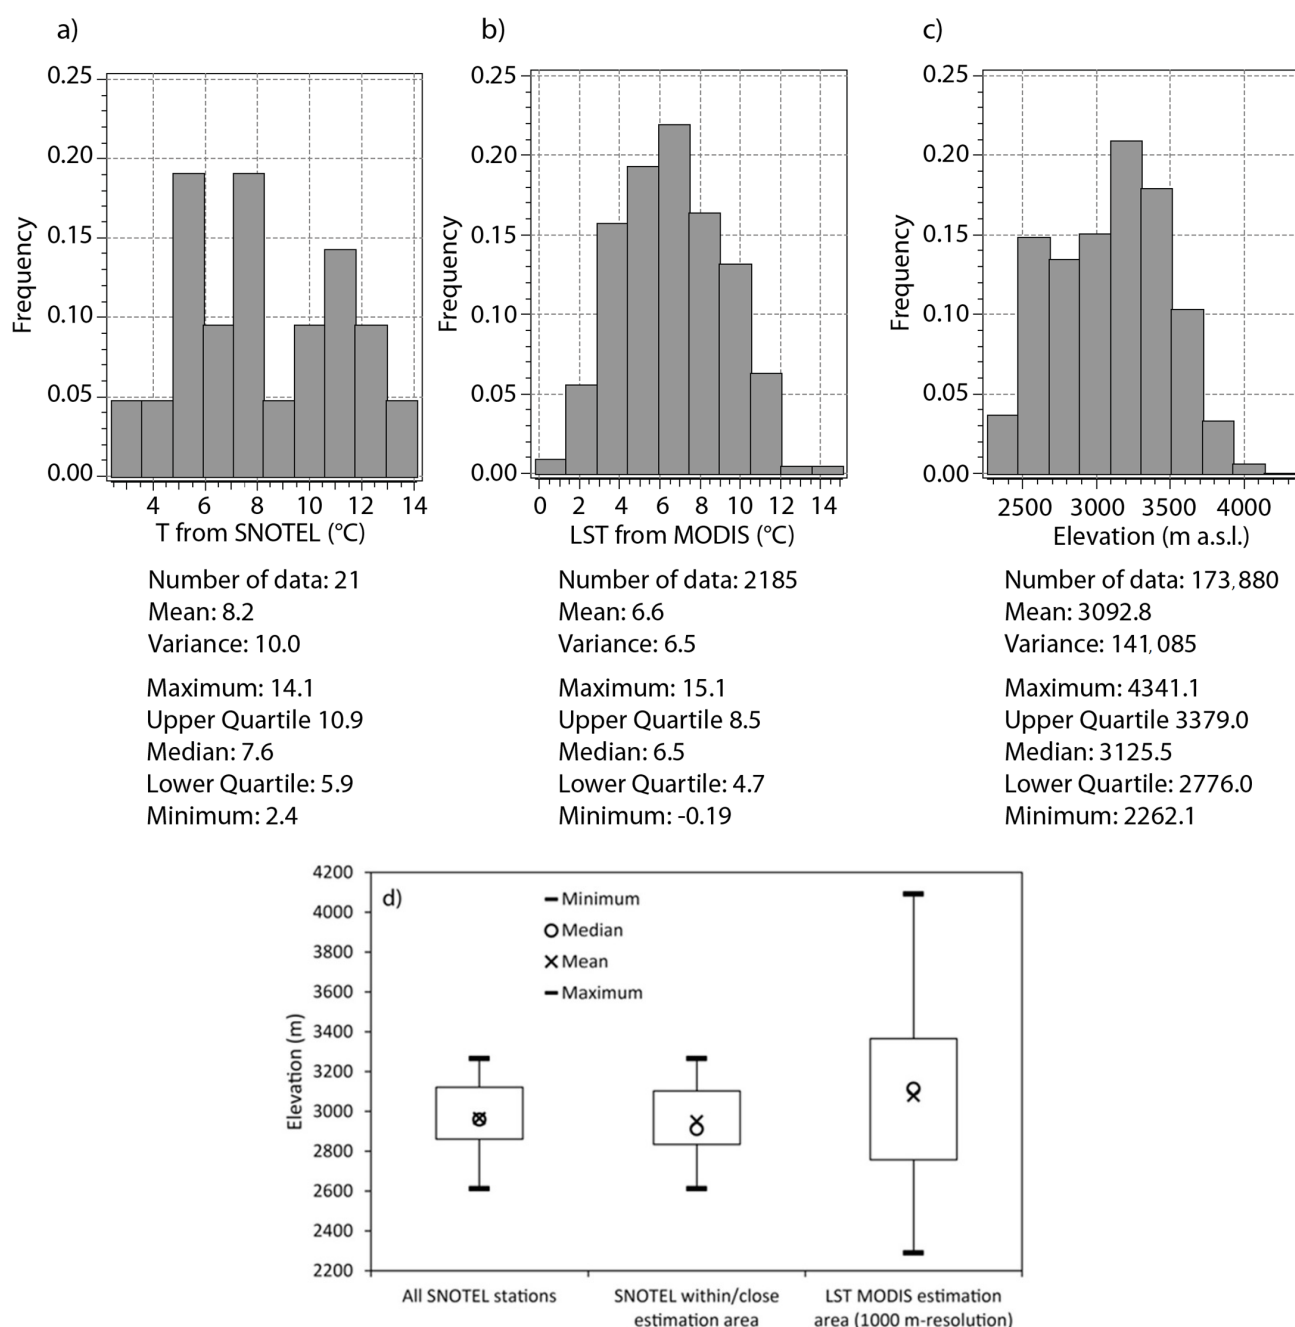 a)
0.25
0.20
0.15
0.10
0.05
0.00
Frequency
4 6 8 10 12 14
T from SNOTEL (°C)
Number of data: 21
Mean: 8.2
Variance: 10.0
Maximum: 14.1
Upper Quartile 10.9
Median: 7.6
Lower Quartile: 5.9
Minimum: 2.4
b)
0.25
0.20
0.15
0.10
0.05
0.00
Frequency
0 2 4 6 8 10 12 14
LST from MODIS (°C)
Number of data: 2185
Mean: 6.6
Variance: 6.5
Maximum: 15.1
Upper Quartile 8.5
Median: 6.5
Lower Quartile: 4.7
Minimum: -0.19
c)
0.25
0.20
0.15
0.10
0.05
0.00
Frequency
2500 3000 3500 4000
Elevation (m a.s.l.)
Number of data: 173,880
Mean: 3092.8
Variance: 141,085
Maximum: 4341.1
Upper Quartile 3379.0
Median: 3125.5
Lower Quartile: 2776.0
Minimum: 2262.1
d)
4200
4000
3800
3600
3400
3200
3000
2800
2600
2400
2200
Elevation (m)
Minimum
Median
Mean
Maximum
All SNOTEL stations
SNOTEL within/close
estimation area
LST MODIS estimation
area (1000 m-resolution)